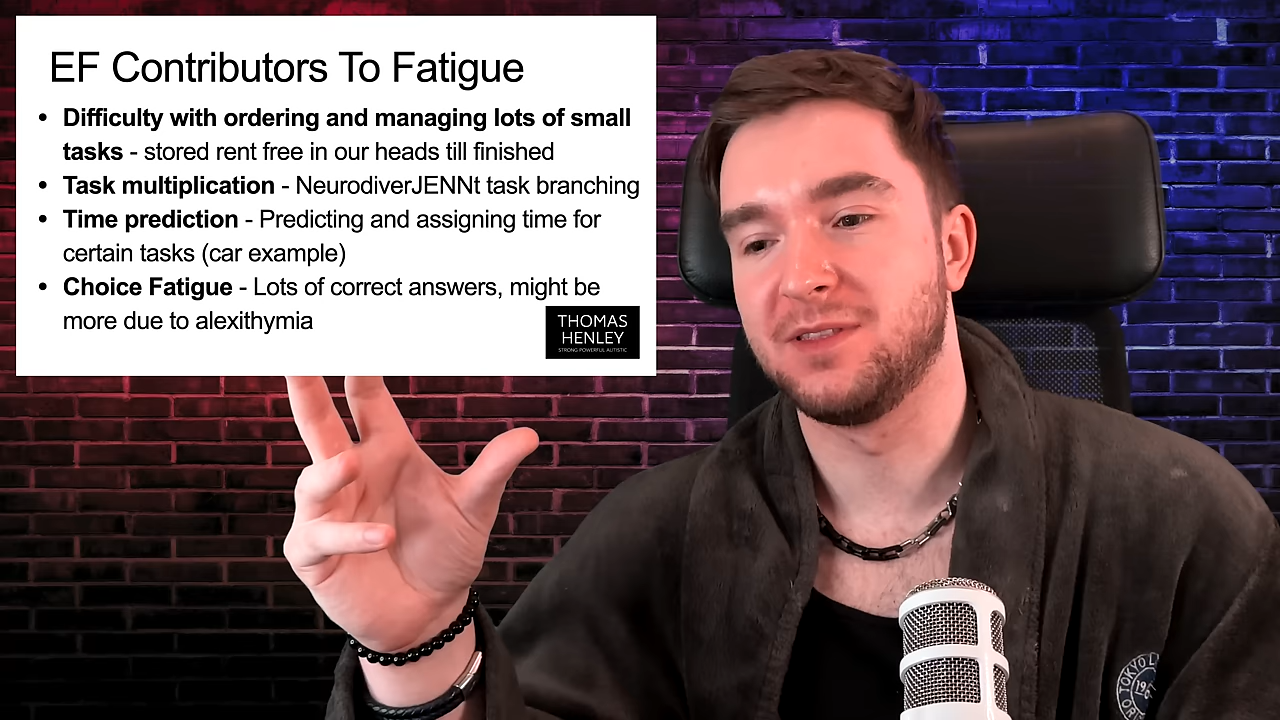 EF Contributors To Fatigue
• Difficulty with ordering and managing lots of small
tasks - stored rent free in our heads till finished
• Task multiplication - NeurodiverJENNt task branching
• Time prediction - Predicting and assigning time for
certain tasks (car example)
• Choice Fatigue - Lots of correct answers, might be
more due to alexithymia
THOMAS
HENLEY
STRONG POWERFUL AUTISTIC
TOKYO